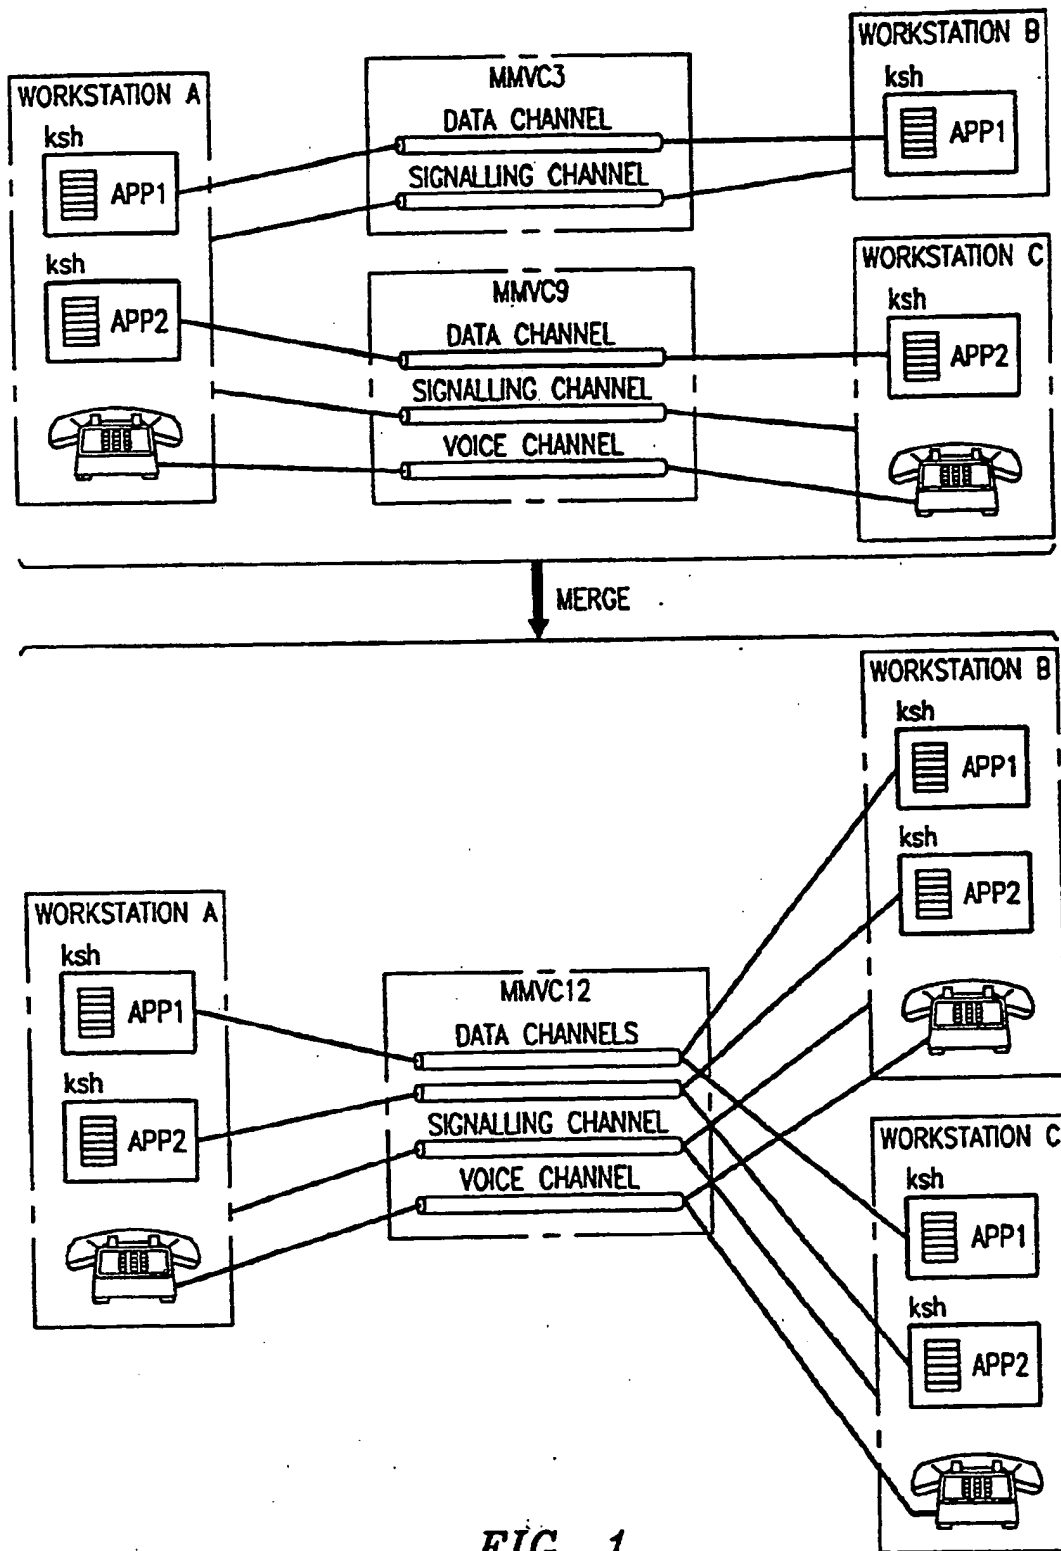 WORKSTATION A
ksh
APP1
ksh
APP2
MMVC3
DATA CHANNEL
SIGNALLING CHANNEL
MMVC9
DATA CHANNEL
SIGNALLING CHANNEL
VOICE CHANNEL
WORKSTATION B
ksh
APP1
WORKSTATION C
ksh
APP2
MERGE
WORKSTATION A
ksh
APP1
ksh
APP2
MMVC12
DATA CHANNELS
SIGNALLING CHANNEL
VOICE CHANNEL
WORKSTATION B
ksh
APP1
ksh
APP2
WORKSTATION C
ksh
APP1
ksh
APP2
FIG. 1